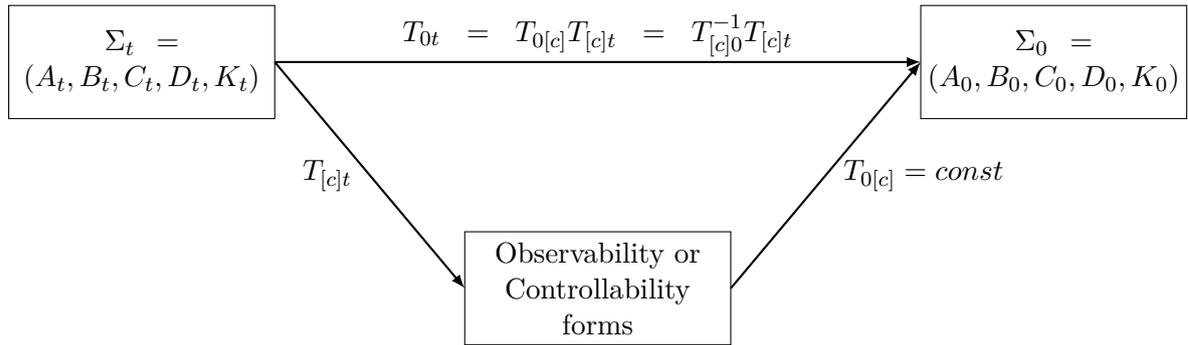 Σ_t =
(A_t, B_t, C_t, D_t, K_t)
T_{0t} = T_{0[c]}T_{[c]t} = T_{[c]0}^{-1}T_{[c]t}
Σ_0 =
(A_0, B_0, C_0, D_0, K_0)
T_{[c]t}
T_{0[c]} = const
Observability or
Controllability
forms